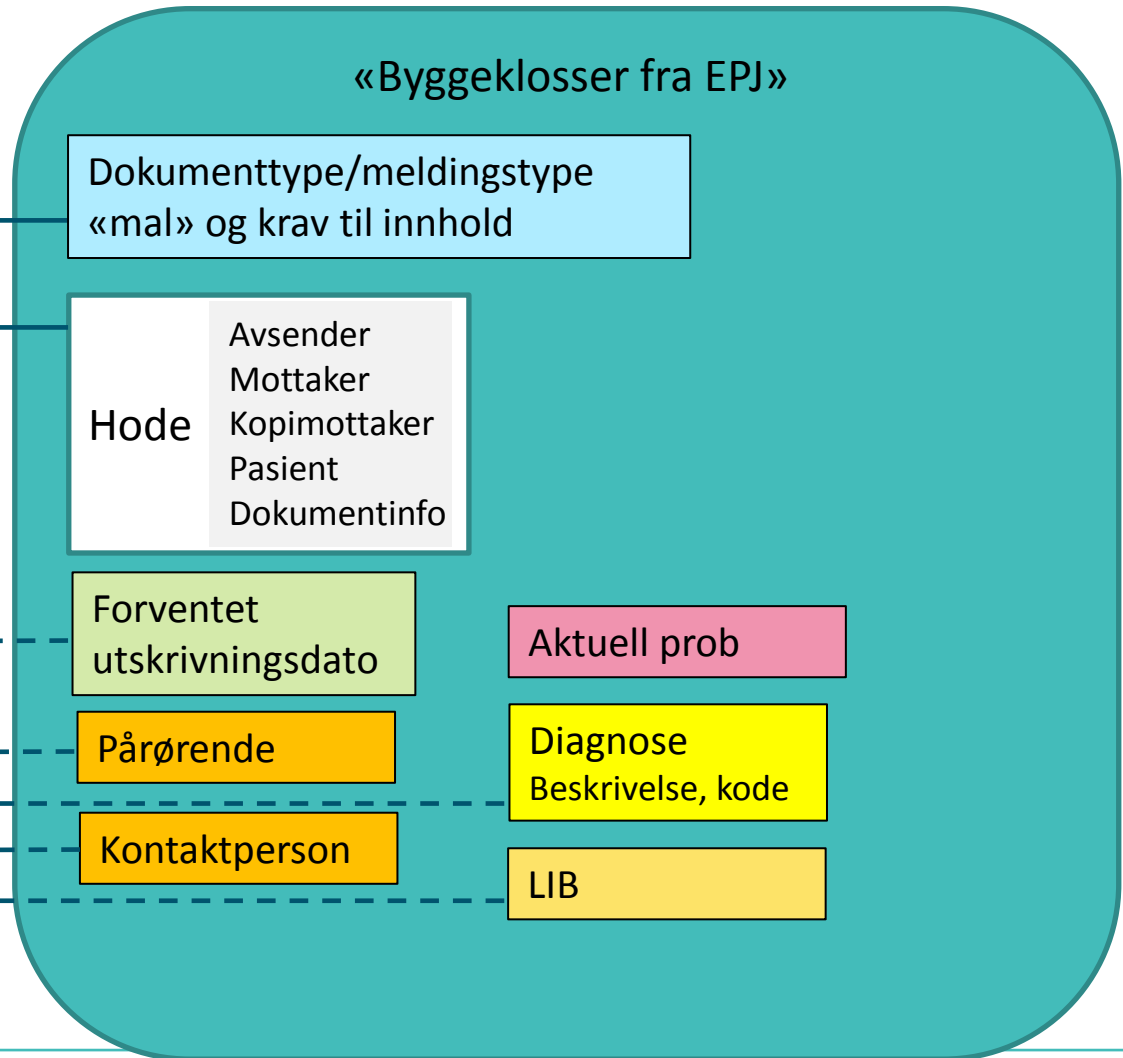 «Byggeklosser fra EPJ»
Dokumenttype/meldingstype
«mal» og krav til innhold
Hode
Avsender
Mottaker
Kopimottaker
Pasient
Dokumentinfo
Forventet
utskrivningsdato
Aktuell prob
Pårørende
Diagnose
Beskrivelse, kode
Kontaktperson
LIB